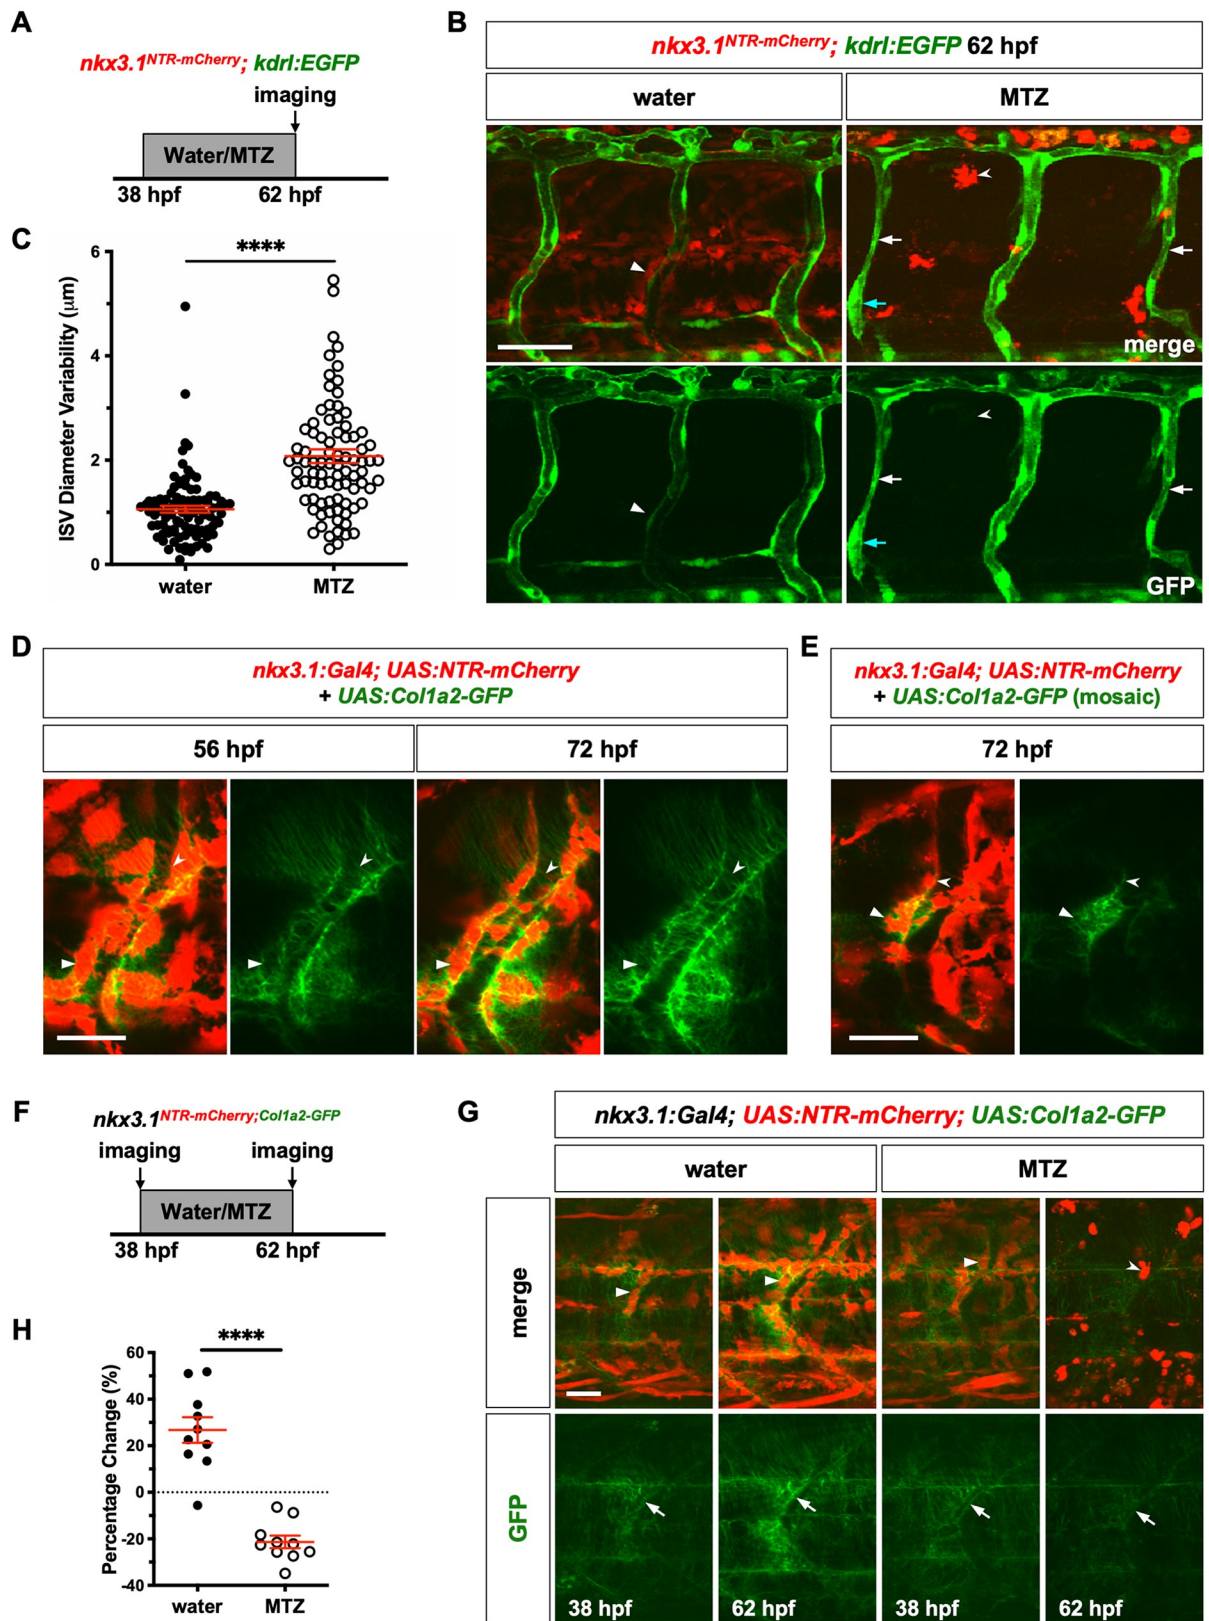 A
nkx3.1NTR-mCherry; kdrl:EGFP
imaging
Water/MTZ
38 hpf 62 hpf
B
nkx3.1NTR-mCherry; kdrl:EGFP 62 hpf
water MTZ
merge
GFP
C
****
ISV Diameter Variability (μm)
6
4
2
0
water MTZ
D
nkx3.1:Gal4; UAS:NTR-mCherry
+ UAS:Col1a2-GFP
56 hpf 72 hpf
E
nkx3.1:Gal4; UAS:NTR-mCherry
+ UAS:Col1a2-GFP (mosaic)
72 hpf
F
nkx3.1NTR-mCherry;Col1a2-GFP
imaging imaging
Water/MTZ
38 hpf 62 hpf
G
nkx3.1:Gal4; UAS:NTR-mCherry; UAS:Col1a2-GFP
water MTZ
merge
GFP
38 hpf 62 hpf 38 hpf 62 hpf
H
****
Percentage Change (%)
60
40
20
0
-20
-40
water MTZ